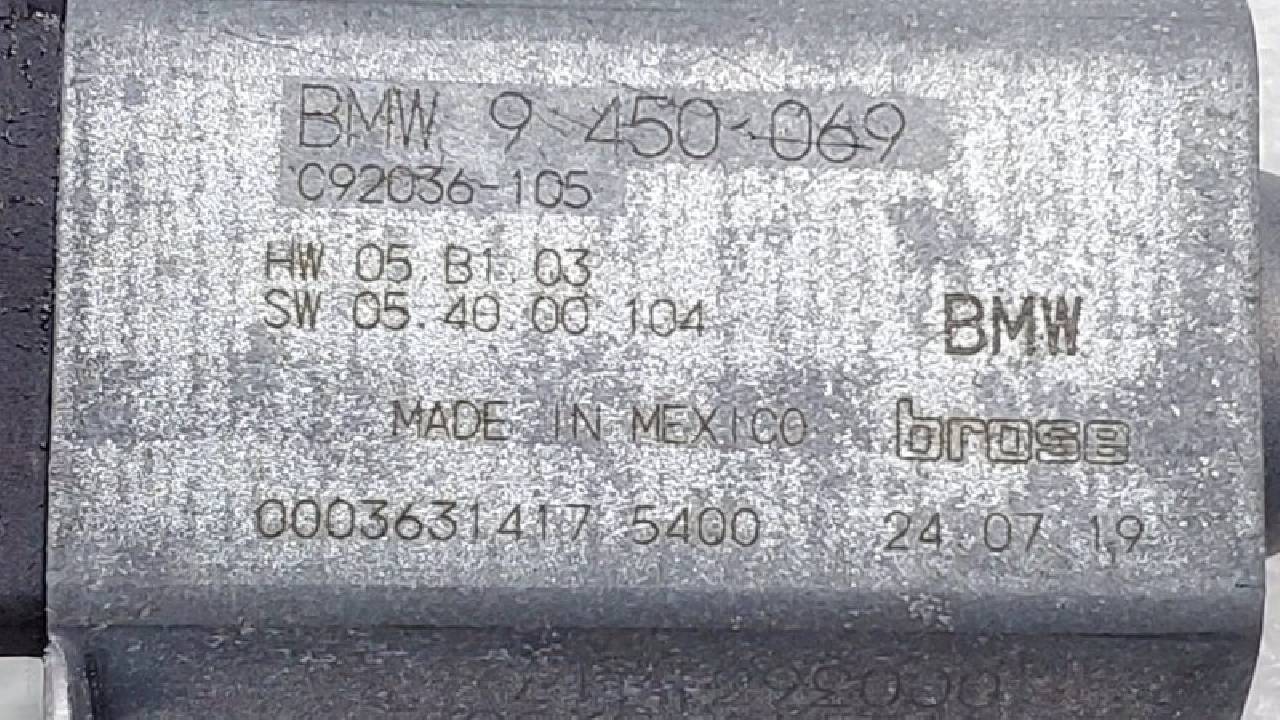 BMW 9 450-069
C92036-105
HW 05.B1.03
SW 05.40.00 104
BMW
MADE IN MEXICO
brose
0003631417 5400
24.07.19